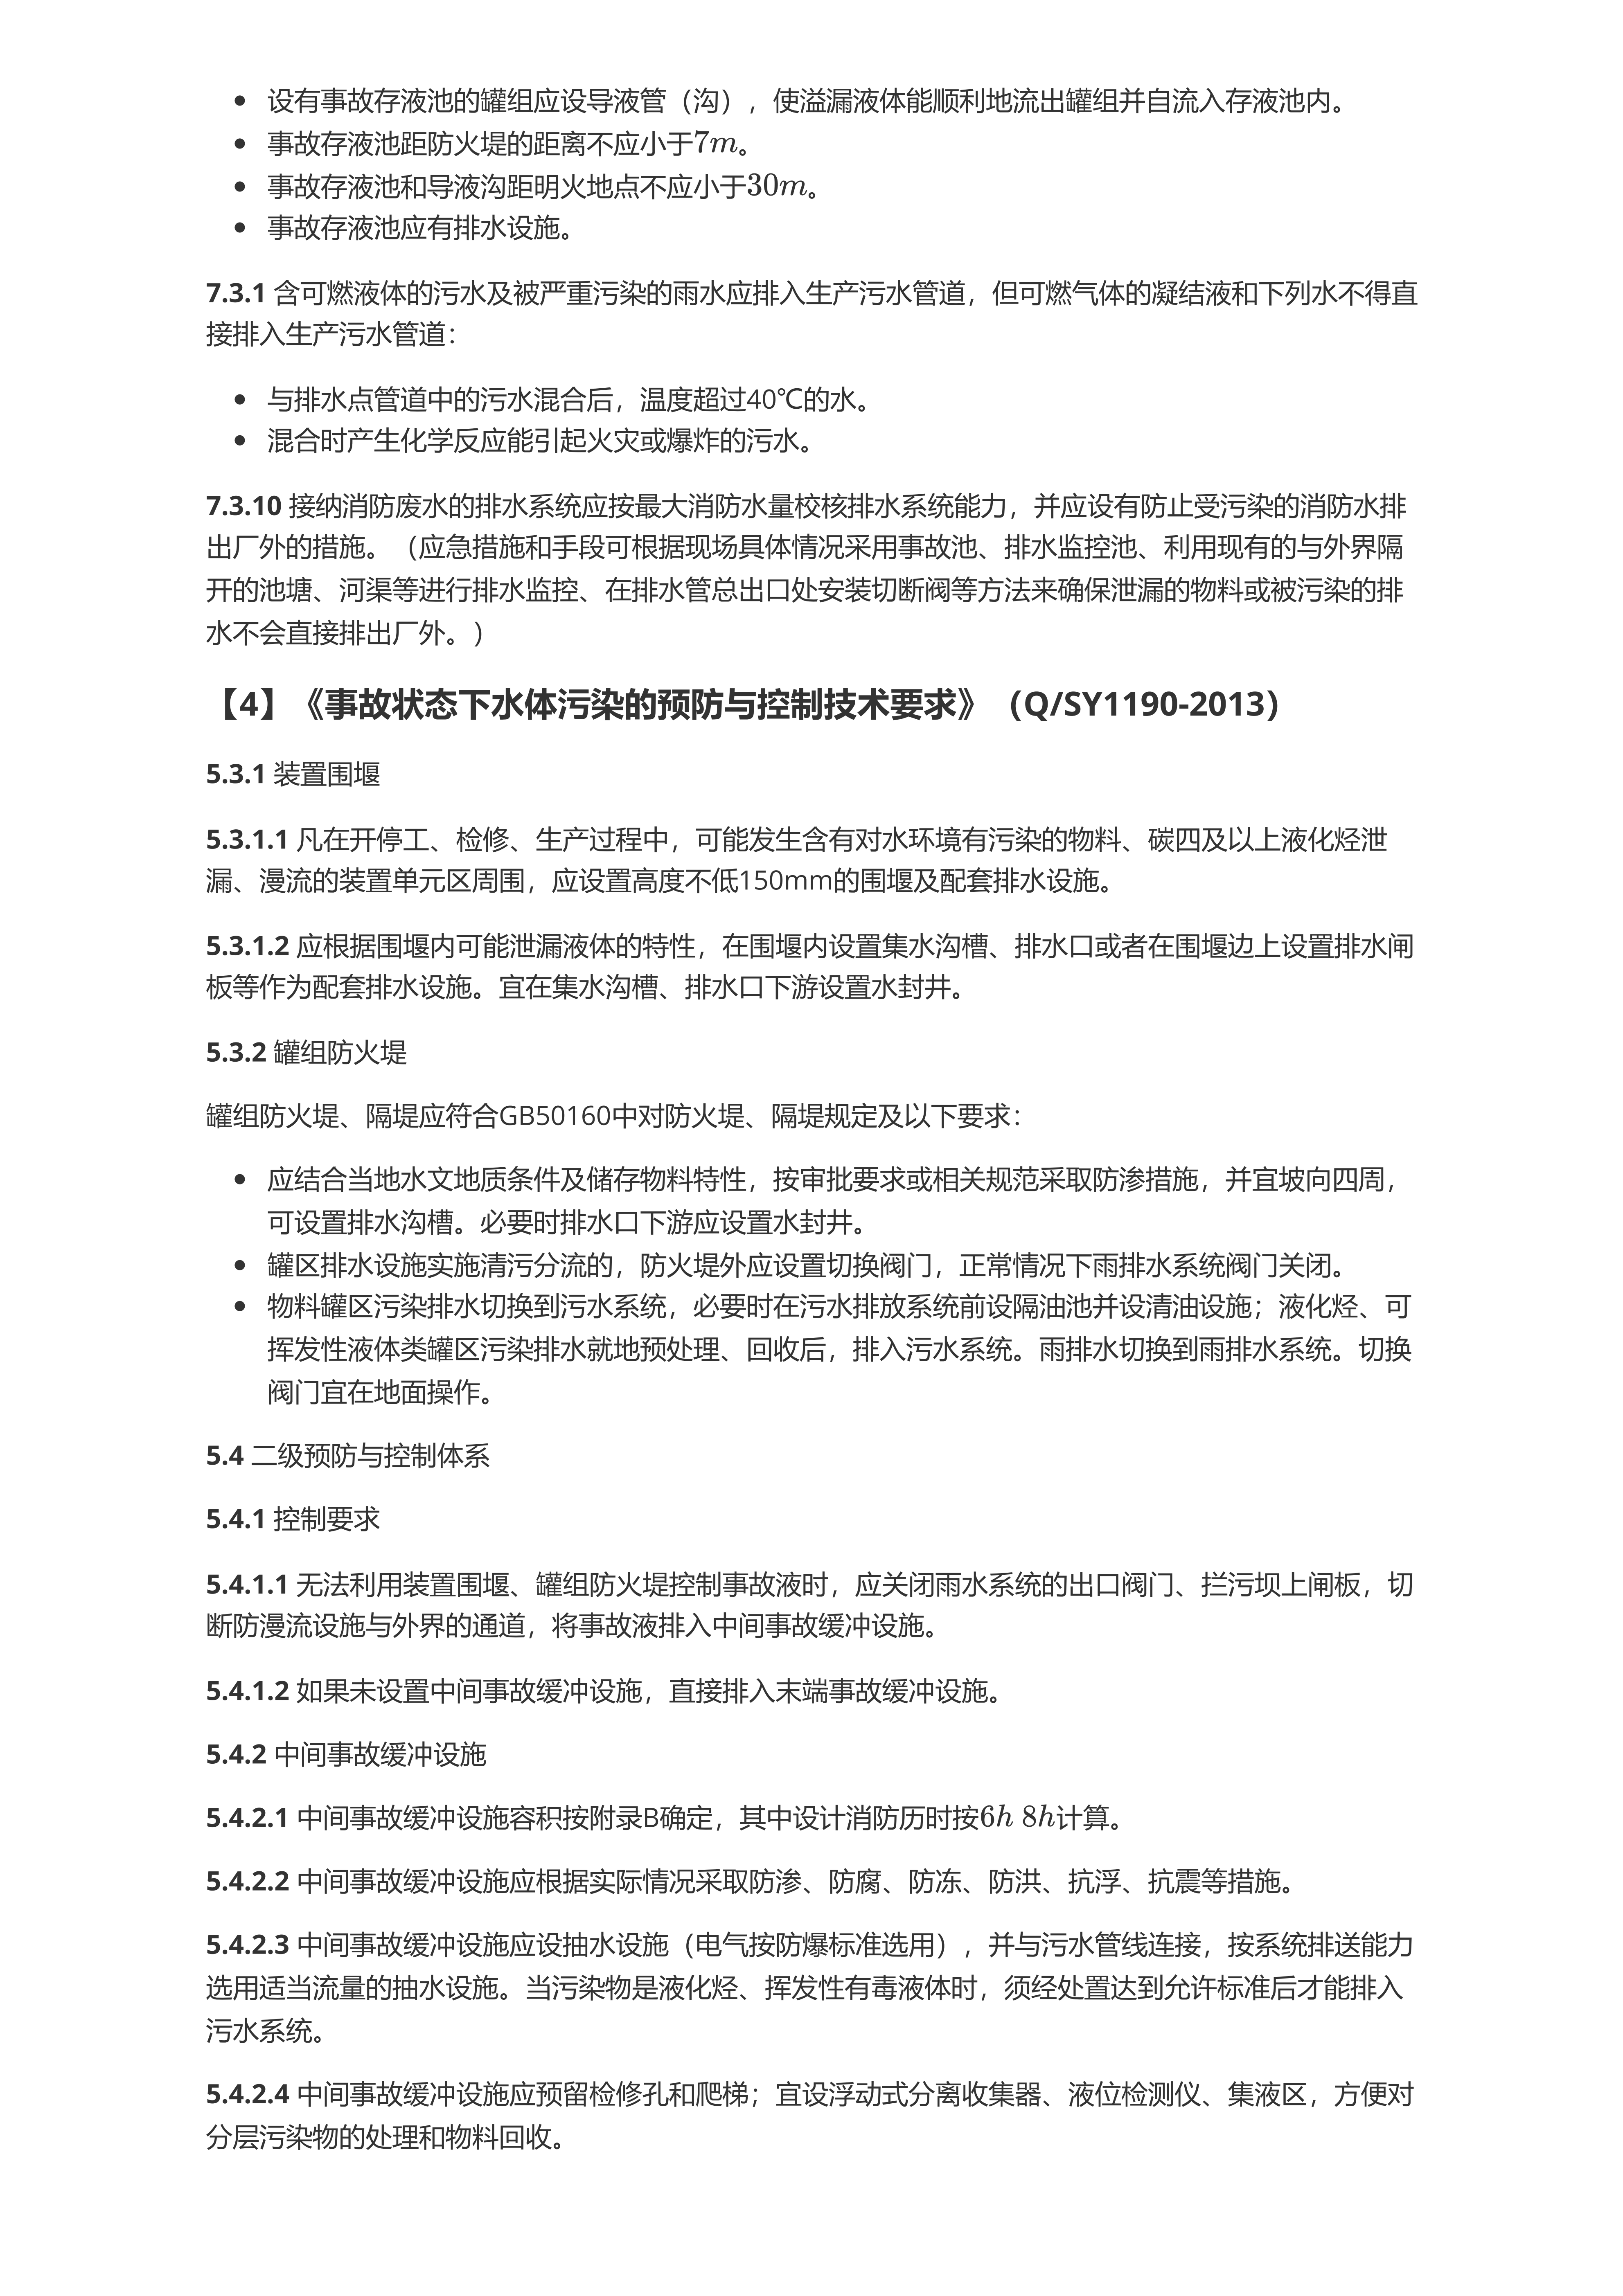 • 设有事故存液池的罐组应设导液管（沟），使溢漏液体能顺利地流出罐组并自流入存液池内。
• 事故存液池距防火堤的距离不应小于7m。
• 事故存液池和导液沟距明火地点不应小于30m。
• 事故存液池应有排水设施。
7.3.1 含可燃液体的污水及被严重污染的雨水应排入生产污水管道，但可燃气体的凝结液和下列水不得直
接排入生产污水管道：
• 与排水点管道中的污水混合后，温度超过40℃的水。
• 混合时产生化学反应能引起火灾或爆炸的污水。
7.3.10 接纳消防废水的排水系统应按最大消防水量校核排水系统能力，并应设有防止受污染的消防水排
出厂外的措施。（应急措施和手段可根据现场具体情况采用事故池、排水监控池、利用现有的与外界隔
开的池塘、河渠等进行排水监控、在排水管总出口处安装切断阀等方法来确保泄漏的物料或被污染的排
水不会直接排出厂外。）
【4】《事故状态下水体污染的预防与控制技术要求》（Q/SY1190-2013）
5.3.1 装置围堰
5.3.1.1 凡在开停工、检修、生产过程中，可能发生含有对水环境有污染的物料、碳四及以上液化烃泄
漏、漫流的装置单元区周围，应设置高度不低150mm的围堰及配套排水设施。
5.3.1.2 应根据围堰内可能泄漏液体的特性，在围堰内设置集水沟槽、排水口或者在围堰边上设置排水闸
板等作为配套排水设施。宜在集水沟槽、排水口下游设置水封井。
5.3.2 罐组防火堤
罐组防火堤、隔堤应符合GB50160中对防火堤、隔堤规定及以下要求：
• 应结合当地水文地质条件及储存物料特性，按审批要求或相关规范采取防渗措施，并宜坡向四周，
可设置排水沟槽。必要时排水口下游应设置水封井。
• 罐区排水设施实施清污分流的，防火堤外应设置切换阀门，正常情况下雨排水系统阀门关闭。
• 物料罐区污染排水切换到污水系统，必要时在污水排放系统前设隔油池并设清油设施；液化烃、可
挥发性液体类罐区污染排水就地预处理、回收后，排入污水系统。雨排水切换到雨排水系统。切换
阀门宜在地面操作。
5.4 二级预防与控制体系
5.4.1 控制要求
5.4.1.1 无法利用装置围堰、罐组防火堤控制事故液时，应关闭雨水系统的出口阀门、拦污坝上闸板，切
断防漫流设施与外界的通道，将事故液排入中间事故缓冲设施。
5.4.1.2 如果未设置中间事故缓冲设施，直接排入末端事故缓冲设施。
5.4.2 中间事故缓冲设施
5.4.2.1 中间事故缓冲设施容积按附录B确定，其中设计消防历时按6h 8h计算。
5.4.2.2 中间事故缓冲设施应根据实际情况采取防渗、防腐、防冻、防洪、抗浮、抗震等措施。
5.4.2.3 中间事故缓冲设施应设抽水设施（电气按防爆标准选用），并与污水管线连接，按系统排送能力
选用适当流量的抽水设施。当污染物是液化烃、挥发性有毒液体时，须经处置达到允许标准后才能排入
污水系统。
5.4.2.4 中间事故缓冲设施应预留检修孔和爬梯；宜设浮动式分离收集器、液位检测仪、集液区，方便对
分层污染物的处理和物料回收。